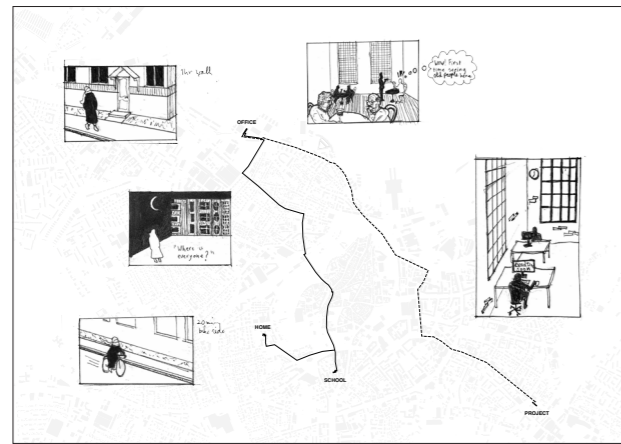 1hr walk
Wow! First
time seeing
old people home
OFFICE
"Where is
everyone?"
20 min
bike ride
HOME
SCHOOL
PROJECT